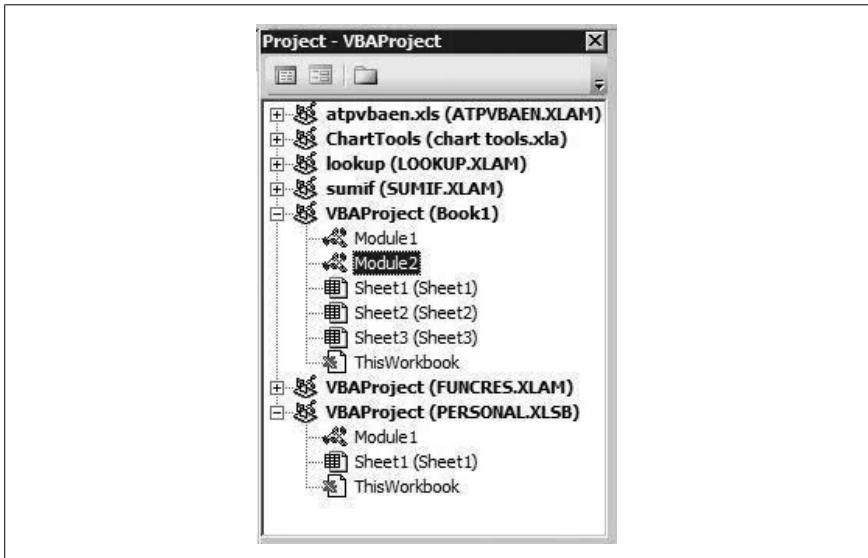 Project - VBAProject
atpvbaen.xls (ATPVBAEN.XLAM)
ChartTools (chart tools.xla)
lookup (LOOKUP.XLAM)
sumif (SUMIF.XLAM)
VBAProject (Book1)
Module1
Module2
Sheet1 (Sheet1)
Sheet2 (Sheet2)
Sheet3 (Sheet3)
ThisWorkbook
VBAProject (FUNCRES.XLAM)
VBAProject (PERSONAL.XLSB)
Module1
Sheet1 (Sheet1)
ThisWorkbook